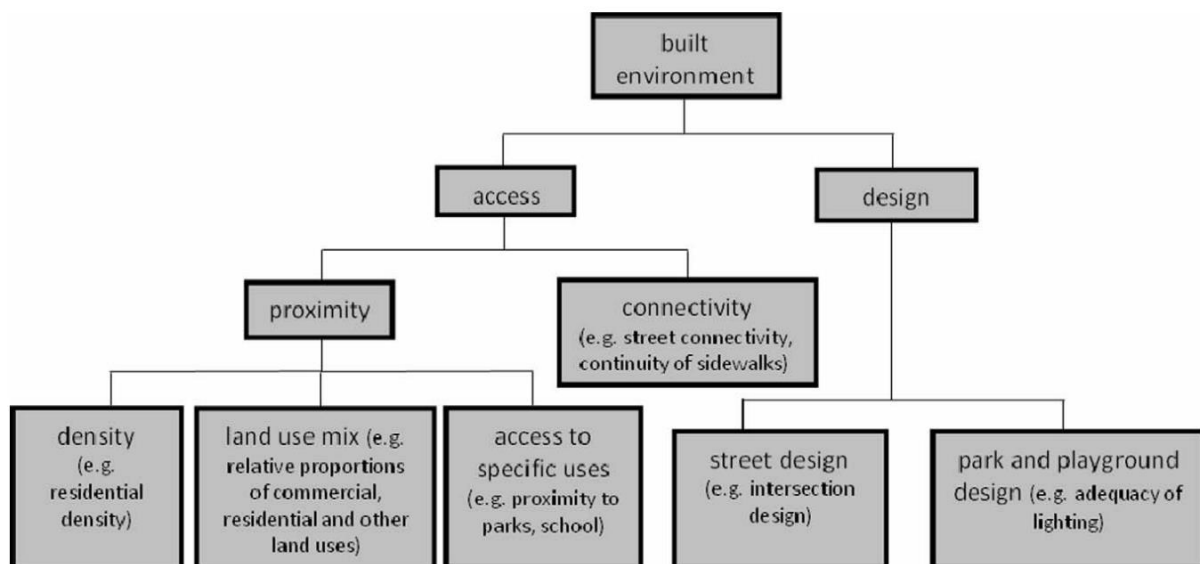 built
environment
access
design
proximity
connectivity
(e.g. street connectivity,
continuity of sidewalks)
density
(e.g.
residential
density)
land use mix (e.g.
relative proportions
of commercial,
residential and other
land uses)
access to
specific uses
(e.g. proximity to
parks, school)
street design
(e.g. intersection
design)
park and playground
design (e.g. adequacy of
lighting)